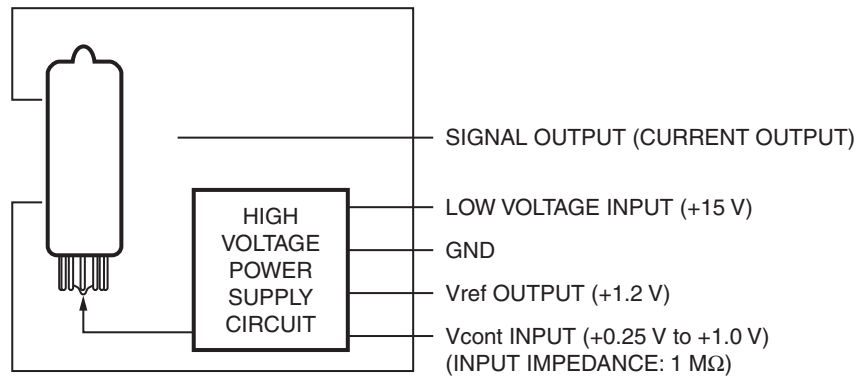 SIGNAL OUTPUT (CURRENT OUTPUT)
HIGH
VOLTAGE
POWER
SUPPLY
CIRCUIT
LOW VOLTAGE INPUT (+15 V)
GND
Vref OUTPUT (+1.2 V)
Vcont INPUT (+0.25 V to +1.0 V)
(INPUT IMPEDANCE: 1 MΩ)